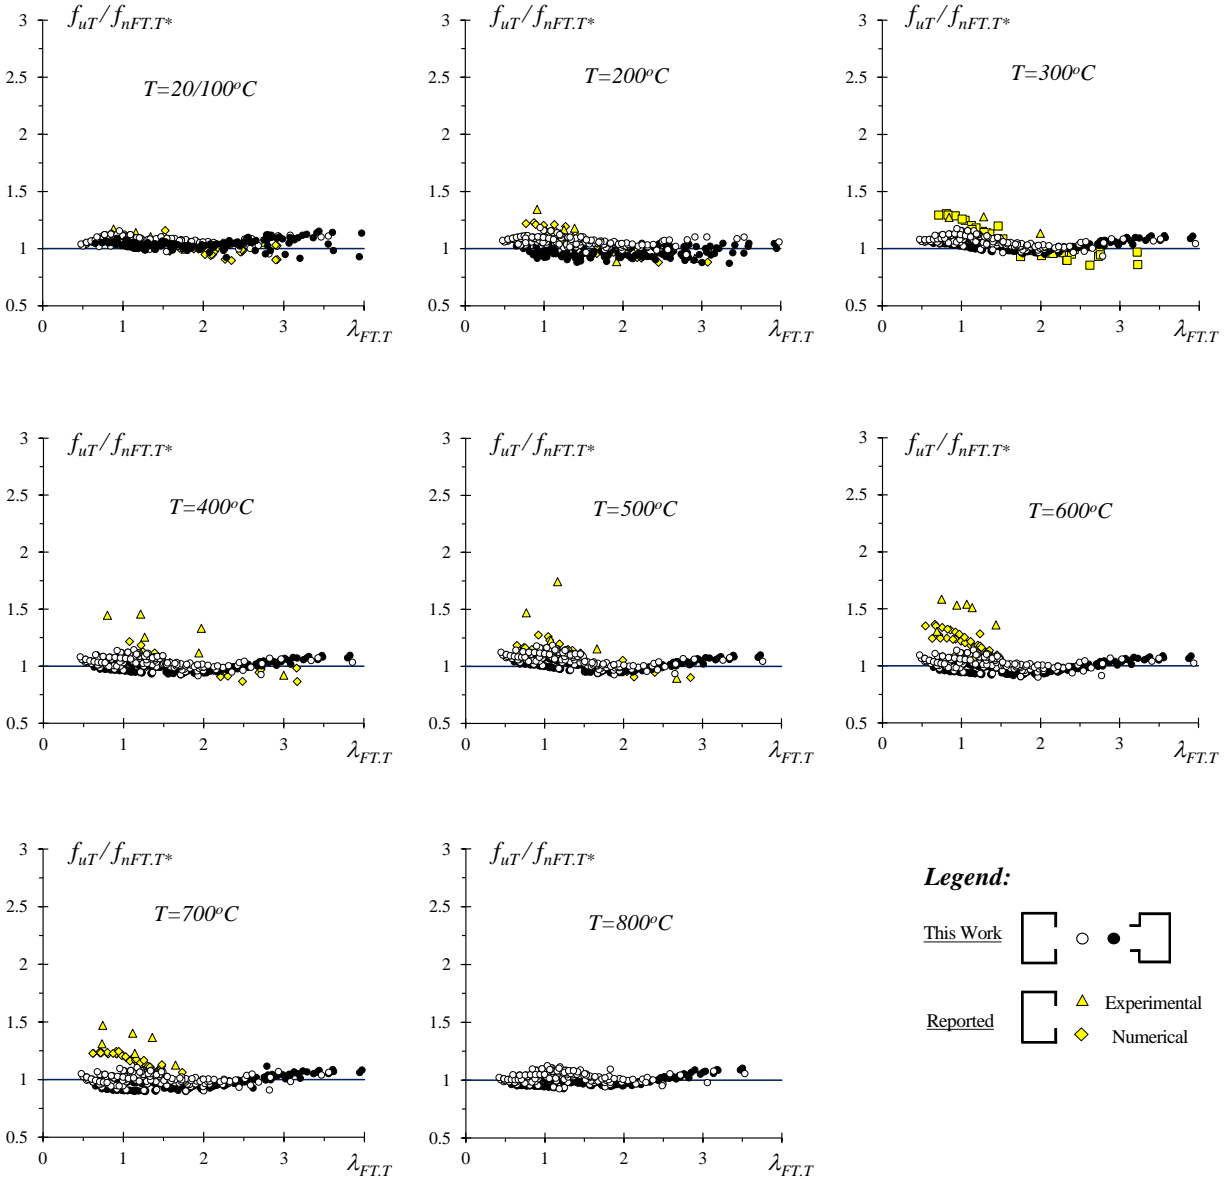 f_uT/f_nFT.T*
T=20/100°C
3
2.5
2
1.5
1
0.5
0 1 2 3 λ_FT.T
f_uT/f_nFT.T*
T=200°C
3
2.5
2
1.5
1
0.5
0 1 2 3 λ_FT.T
f_uT/f_nFT.T*
T=300°C
3
2.5
2
1.5
1
0.5
0 1 2 3 λ_FT.T
f_uT/f_nFT.T*
T=400°C
3
2.5
2
1.5
1
0.5
0 1 2 3 λ_FT.T
f_uT/f_nFT.T*
T=500°C
3
2.5
2
1.5
1
0.5
0 1 2 3 λ_FT.T
f_uT/f_nFT.T*
T=600°C
3
2.5
2
1.5
1
0.5
0 1 2 3 λ_FT.T
f_uT/f_nFT.T*
T=700°C
3
2.5
2
1.5
1
0.5
0 1 2 3 λ_FT.T
f_uT/f_nFT.T*
T=800°C
3
2.5
2
1.5
1
0.5
0 1 2 3 λ_FT.T
Legend:
This Work
Reported
Experimental
Numerical